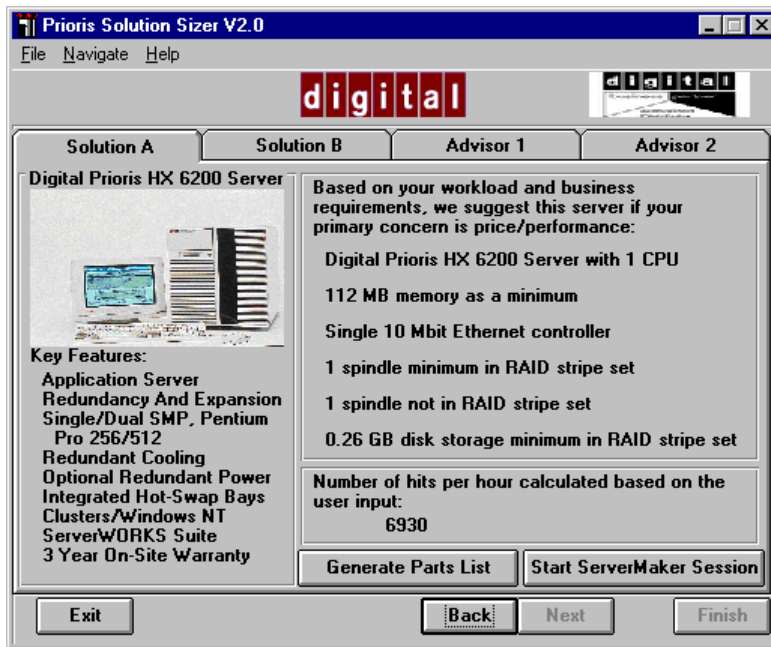 Prioris Solution Sizer V2.0
File Navigate Help
digital
digital
Solution A
Solution B
Advisor 1
Advisor 2
Digital Prioris HX 6200 Server
Key Features:
Application Server
Redundancy And Expansion
Single/Dual SMP, Pentium
Pro 256/512
Redundant Cooling
Optional Redundant Power
Integrated Hot-Swap Bays
Clusters/Windows NT
ServerWORKS Suite
3 Year On-Site Warranty
Based on your workload and business
requirements, we suggest this server if your
primary concern is price/performance:
Digital Prioris HX 6200 Server with 1 CPU
112 MB memory as a minimum
Single 10 Mbit Ethernet controller
1 spindle minimum in RAID stripe set
1 spindle not in RAID stripe set
0.26 GB disk storage minimum in RAID stripe set
Number of hits per hour calculated based on the
user input:
6930
Generate Parts List
Start ServerMaker Session
Exit
Back
Next
Finish